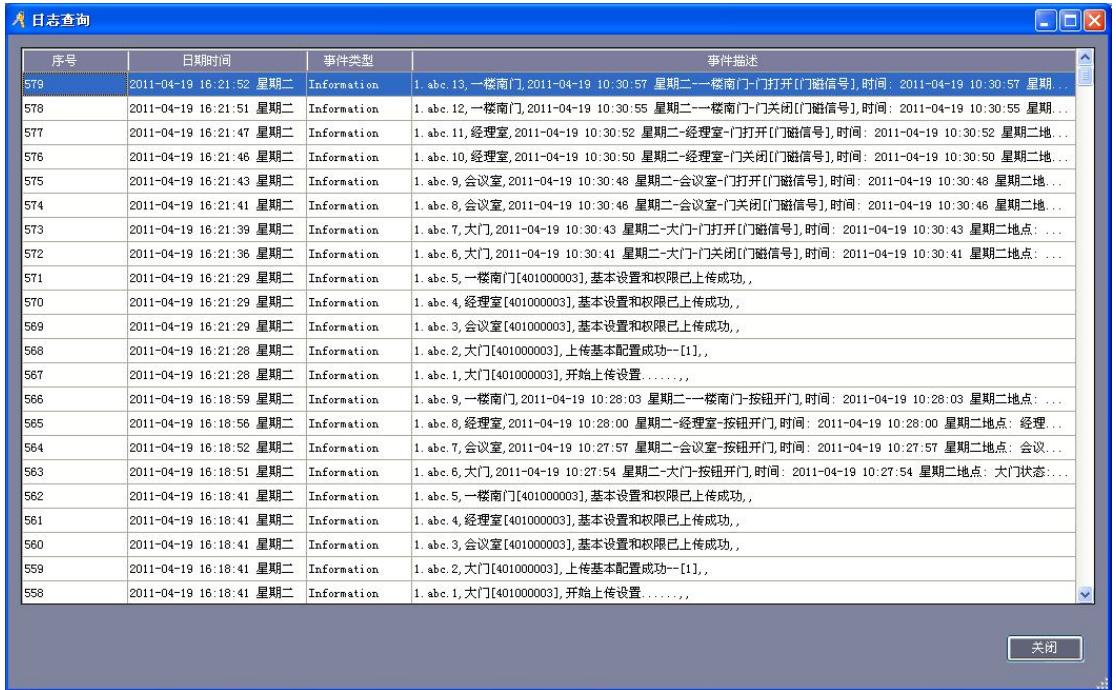 日志查询
序号 日期时间 事件类型 事件描述
579 2011-04-19 16:21:52 星期二 Information 1.abc.13,一楼南门,2011-04-19 10:30:57 星期二-一楼南门-门打开[门磁信号],时间: 2011-04-19 10:30:57 星期...
578 2011-04-19 16:21:51 星期二 Information 1.abc.12,一楼南门,2011-04-19 10:30:55 星期二-一楼南门-门关闭[门磁信号],时间: 2011-04-19 10:30:55 星期...
577 2011-04-19 16:21:47 星期二 Information 1.abc.11,经理室,2011-04-19 10:30:52 星期二-经理室-门打开[门磁信号],时间: 2011-04-19 10:30:52 星期二地...
576 2011-04-19 16:21:46 星期二 Information 1.abc.10,经理室,2011-04-19 10:30:50 星期二-经理室-门关闭[门磁信号],时间: 2011-04-19 10:30:50 星期二地...
575 2011-04-19 16:21:43 星期二 Information 1.abc.9,会议室,2011-04-19 10:30:48 星期二-会议室-门打开[门磁信号],时间: 2011-04-19 10:30:48 星期二地...
574 2011-04-19 16:21:41 星期二 Information 1.abc.8,会议室,2011-04-19 10:30:46 星期二-会议室-门关闭[门磁信号],时间: 2011-04-19 10:30:46 星期二地...
573 2011-04-19 16:21:39 星期二 Information 1.abc.7,大门,2011-04-19 10:30:43 星期二-大门-门打开[门磁信号],时间: 2011-04-19 10:30:43 星期二地点: ...
572 2011-04-19 16:21:36 星期二 Information 1.abc.6,大门,2011-04-19 10:30:41 星期二-大门-门关闭[门磁信号],时间: 2011-04-19 10:30:41 星期二地点: ...
571 2011-04-19 16:21:29 星期二 Information 1.abc.5,一楼南门[401000003],基本设置和权限已上传成功,,
570 2011-04-19 16:21:29 星期二 Information 1.abc.4,经理室[401000003],基本设置和权限已上传成功,,
569 2011-04-19 16:21:29 星期二 Information 1.abc.3,会议室[401000003],基本设置和权限已上传成功,,
568 2011-04-19 16:21:28 星期二 Information 1.abc.2,大门[401000003],上传基本配置成功--[1],,
567 2011-04-19 16:21:28 星期二 Information 1.abc.1,大门[401000003],开始上传设置......,,
566 2011-04-19 16:18:59 星期二 Information 1.abc.9,一楼南门,2011-04-19 10:28:03 星期二-一楼南门-按钮开门,时间: 2011-04-19 10:28:03 星期二地点: ...
565 2011-04-19 16:18:56 星期二 Information 1.abc.8,经理室,2011-04-19 10:28:00 星期二-经理室-按钮开门,时间: 2011-04-19 10:28:00 星期二地点: 经理...
564 2011-04-19 16:18:52 星期二 Information 1.abc.7,会议室,2011-04-19 10:27:57 星期二-会议室-按钮开门,时间: 2011-04-19 10:27:57 星期二地点: 会议...
563 2011-04-19 16:18:51 星期二 Information 1.abc.6,大门,2011-04-19 10:27:54 星期二-大门-按钮开门,时间: 2011-04-19 10:27:54 星期二地点: 大门状态:...
562 2011-04-19 16:18:41 星期二 Information 1.abc.5,一楼南门[401000003],基本设置和权限已上传成功,,
561 2011-04-19 16:18:41 星期二 Information 1.abc.4,经理室[401000003],基本设置和权限已上传成功,,
560 2011-04-19 16:18:41 星期二 Information 1.abc.3,会议室[401000003],基本设置和权限已上传成功,,
559 2011-04-19 16:18:41 星期二 Information 1.abc.2,大门[401000003],上传基本配置成功--[1],,
558 2011-04-19 16:18:41 星期二 Information 1.abc.1,大门[401000003],开始上传设置......,,
关闭